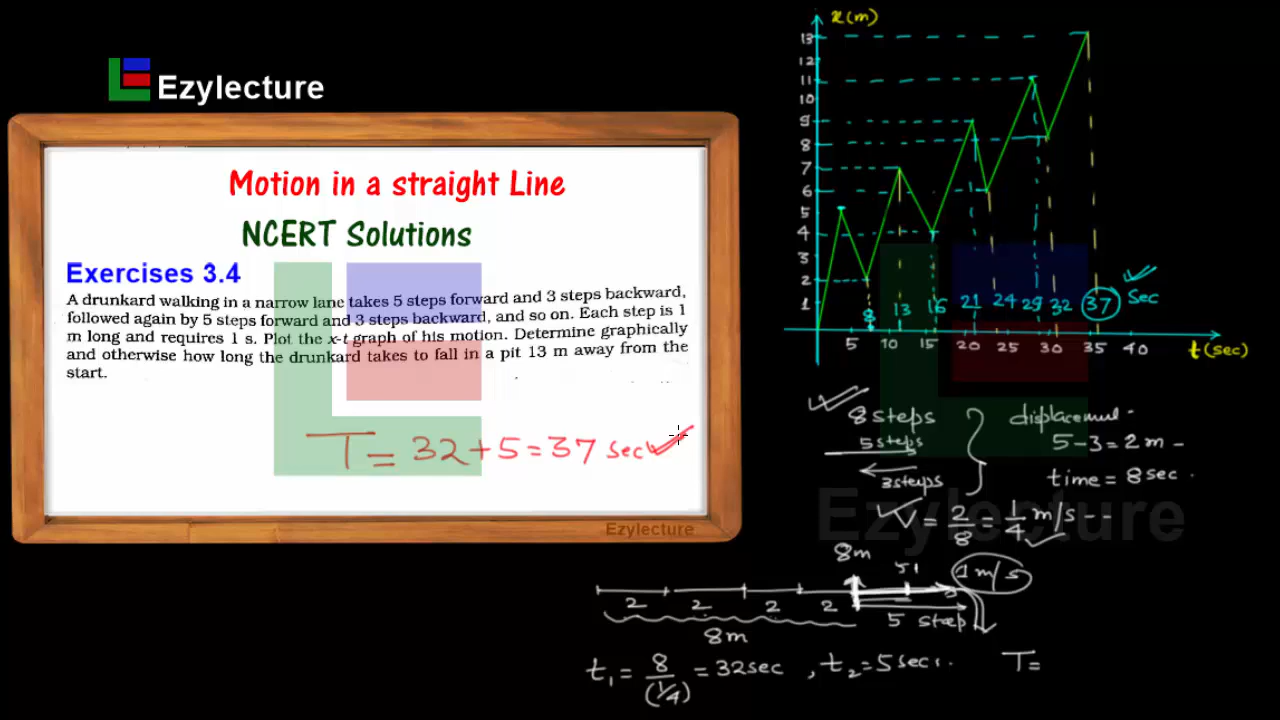 Ezylecture
Motion in a straight Line
NCERT Solutions
Exercises 3.4
A drunkard walking in a narrow lane takes 5 steps forward and 3 steps backward,
followed again by 5 steps forward and 3 steps backward, and so on. Each step is 1
m long and requires 1 s. Plot the x-t graph of his motion. Determine graphically
and otherwise how long the drunkard takes to fall in a pit 13 m away from the
start.
T = 32+5 = 37 sec
Ezylecture
x(m)
13
12
11
10
9
8
7
6
5
4
3
2
1
8 13 16 21 24 29 32 37 Sec
5 10 15 20 25 30 35 40 t(sec)
8 steps
5 steps
3 steps
displacemul
5-3=2m
time = 8 sec
Ezylecture
V = 2/8 = 1/4 m/s
8m
51
1 m/s
2 2 2 2
5 step
8m
t₁ = 8/(1/4) = 32sec , t₂ = 5 sec, T=